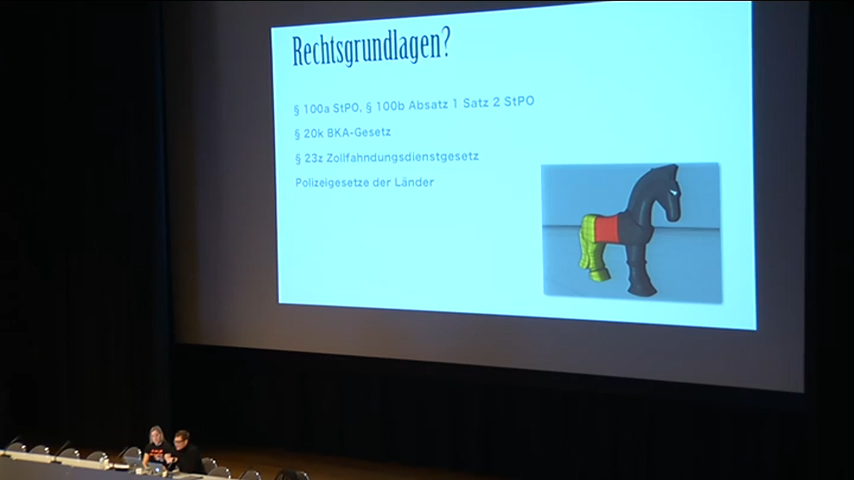 Rechtsgrundlagen?
§ 100a StPO, § 100b Absatz 1 Satz 2 StPO
§ 20k BKA-Gesetz
§ 23z Zollfahndungsdienstgesetz
Polizeigesetze der Länder